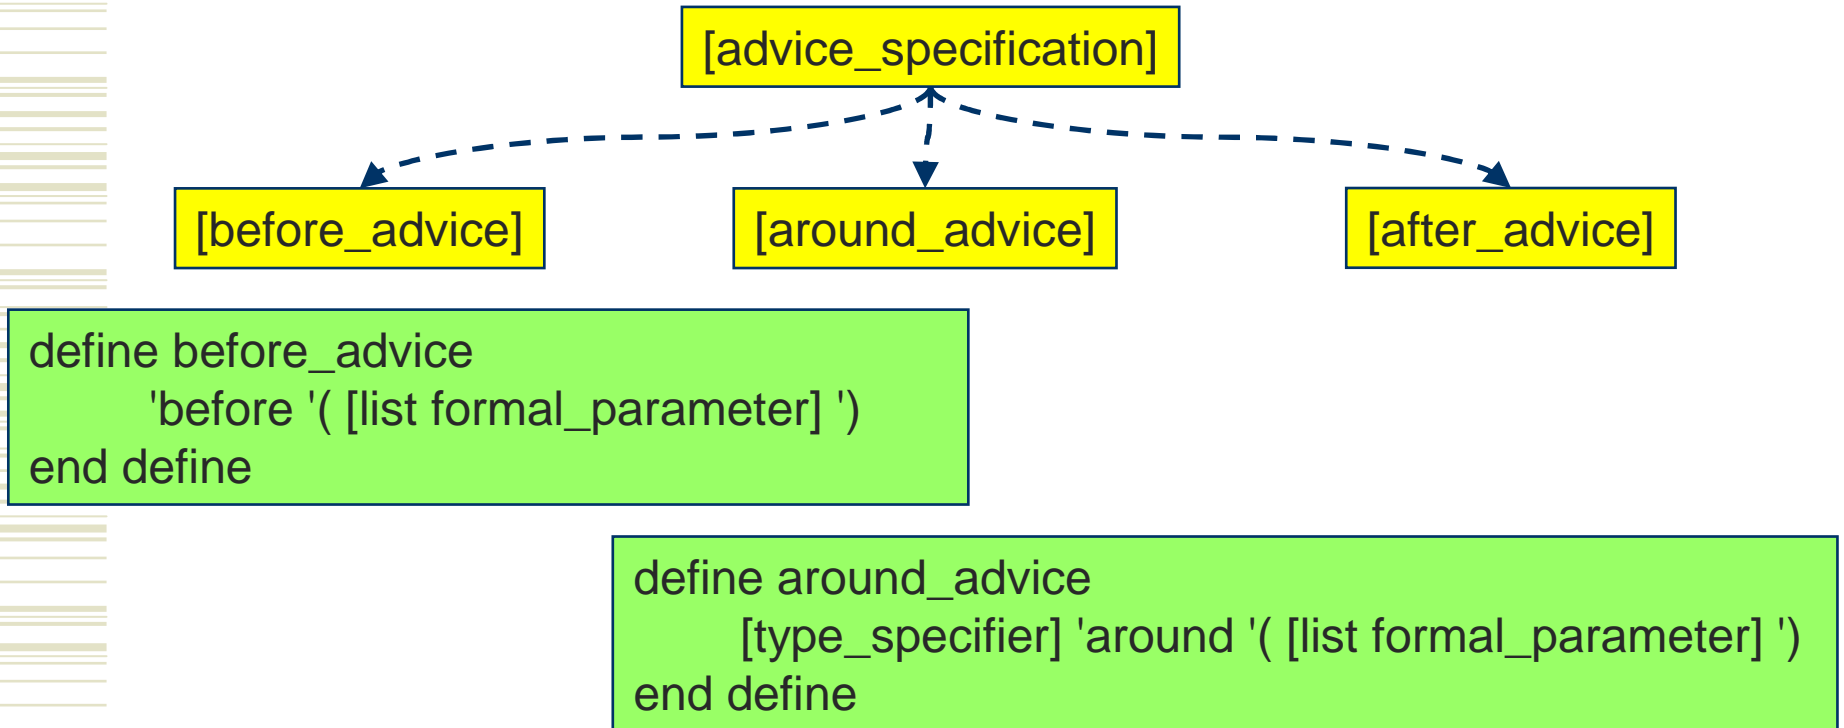 [advice_specification]
[before_advice]
[around_advice]
[after_advice]
define before_advice
'before '( [list formal_parameter] ')
end define
define around_advice
[type_specifier] 'around '( [list formal_parameter] ')
end define